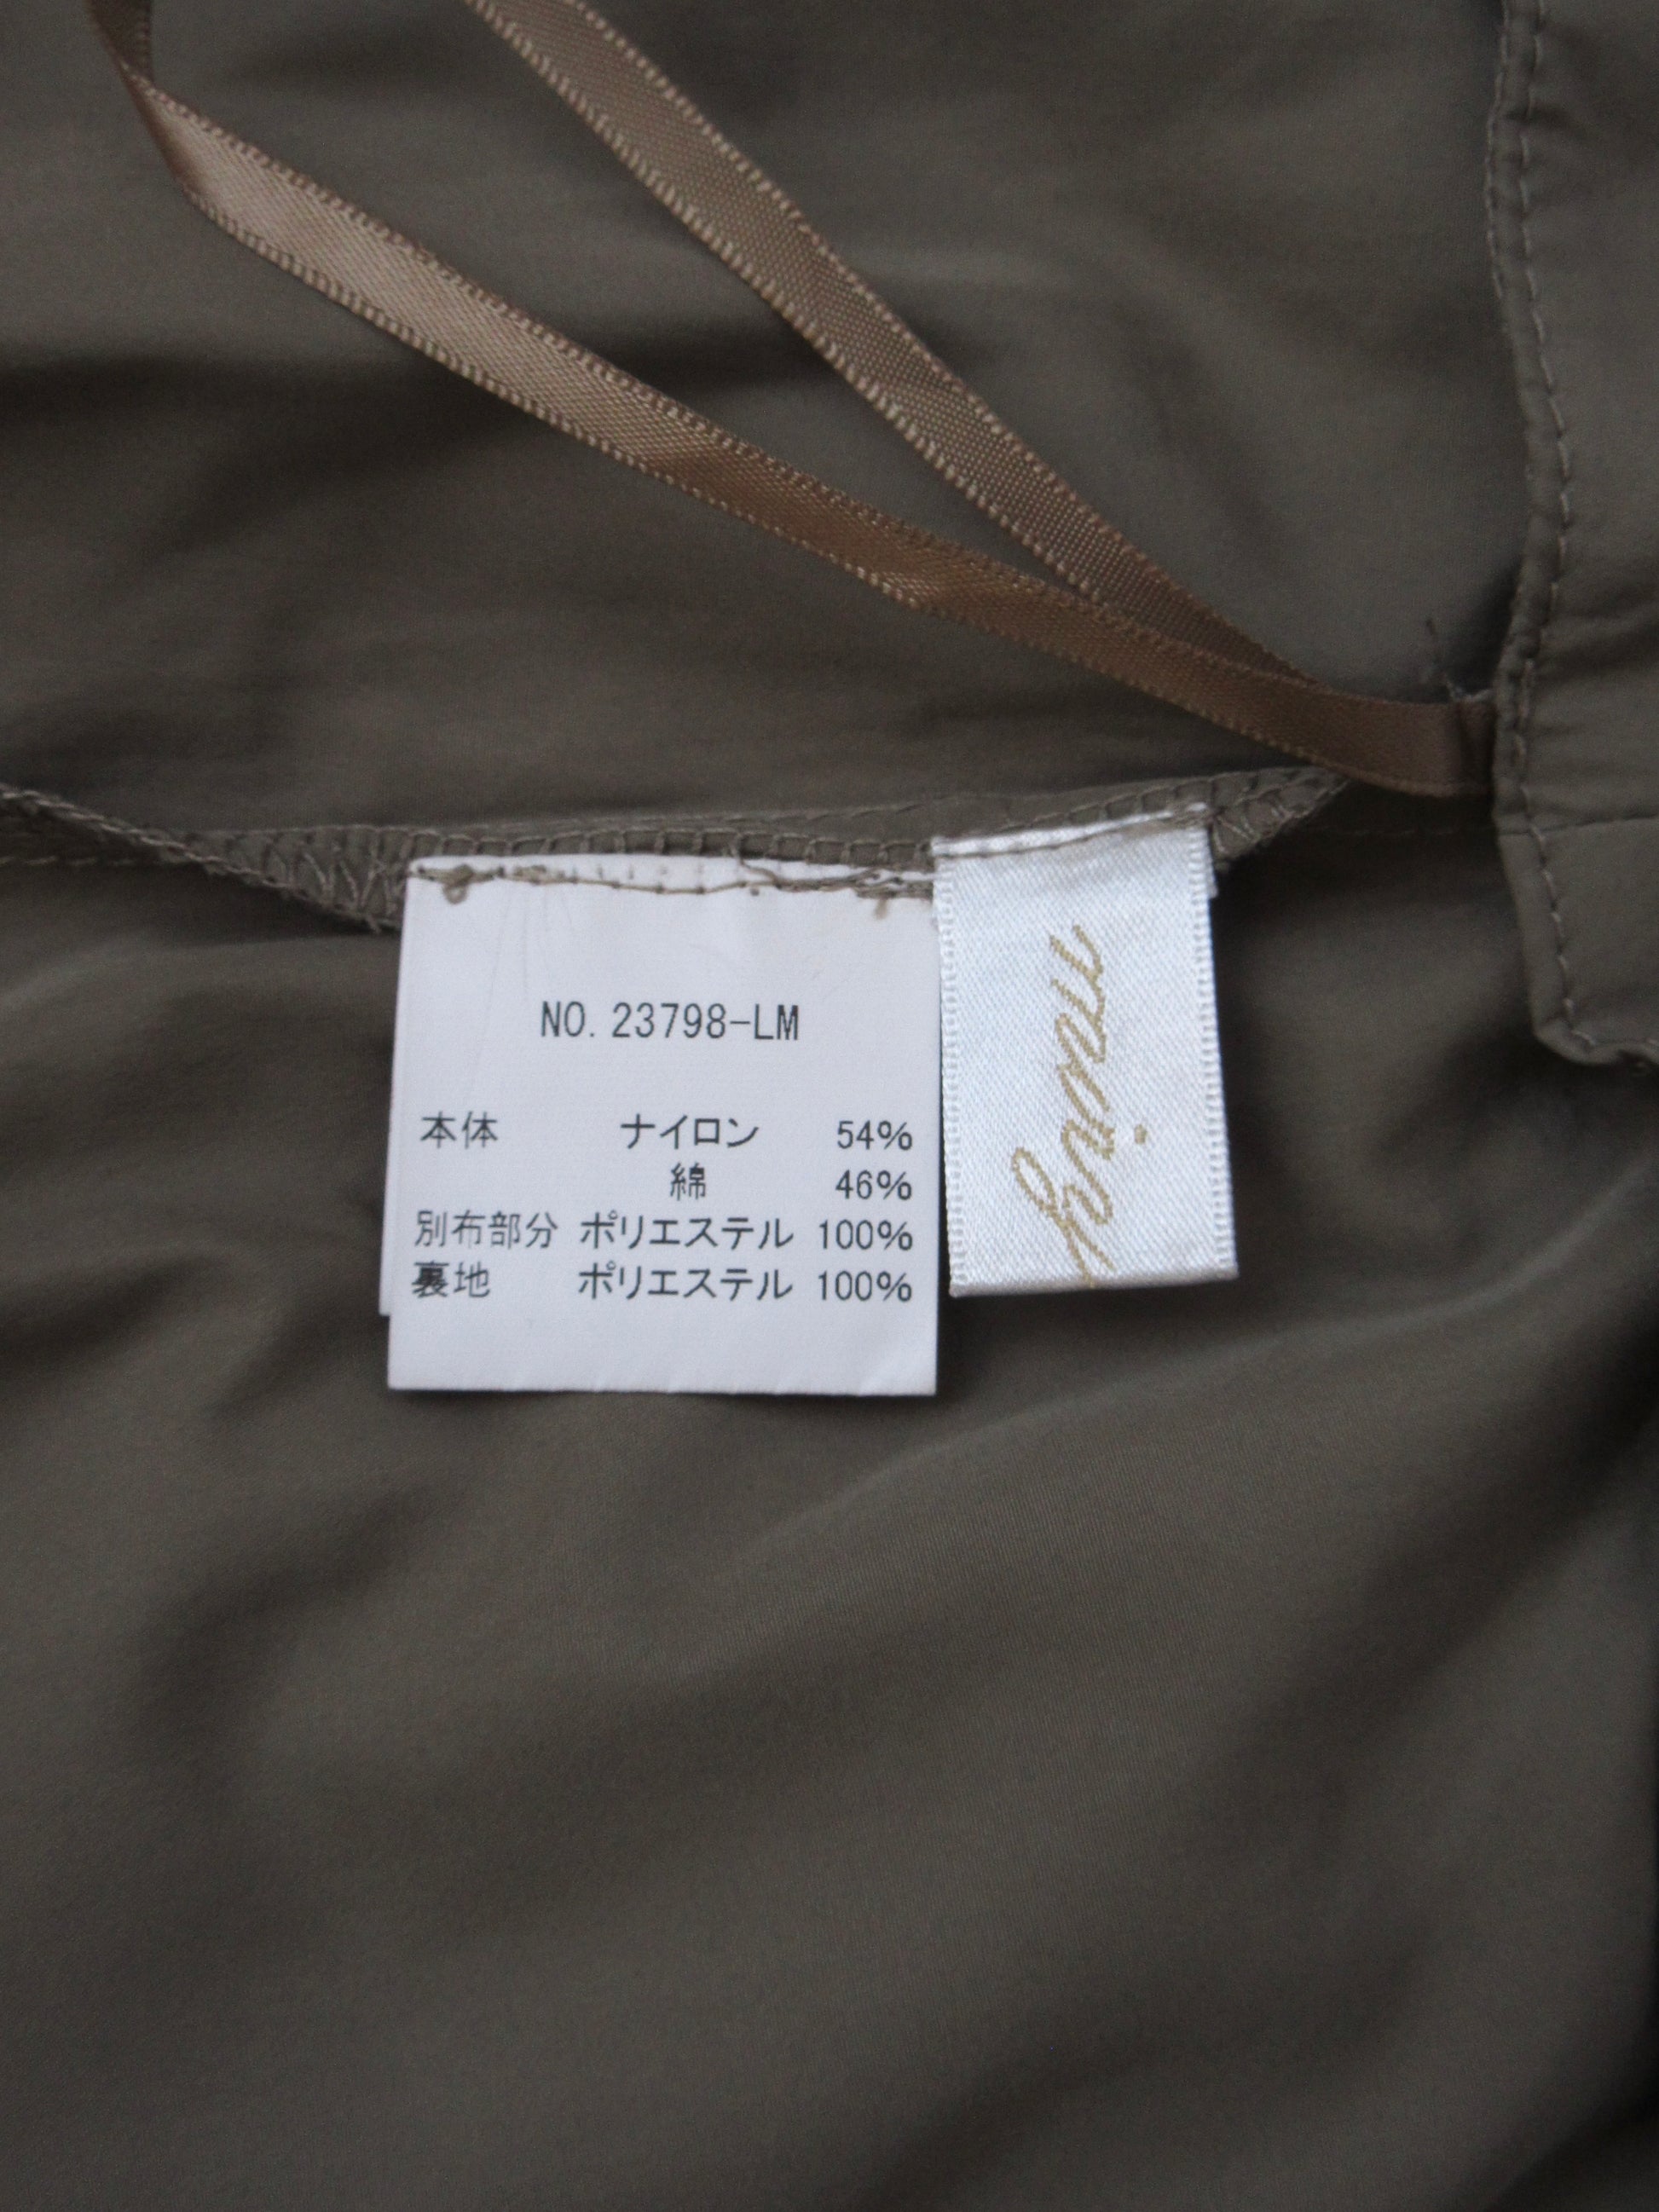 NO. 23798-LM
本体 ナイロン 54%
綿 46%
別布部分 ポリエステル 100%
裏地 ポリエステル 100%